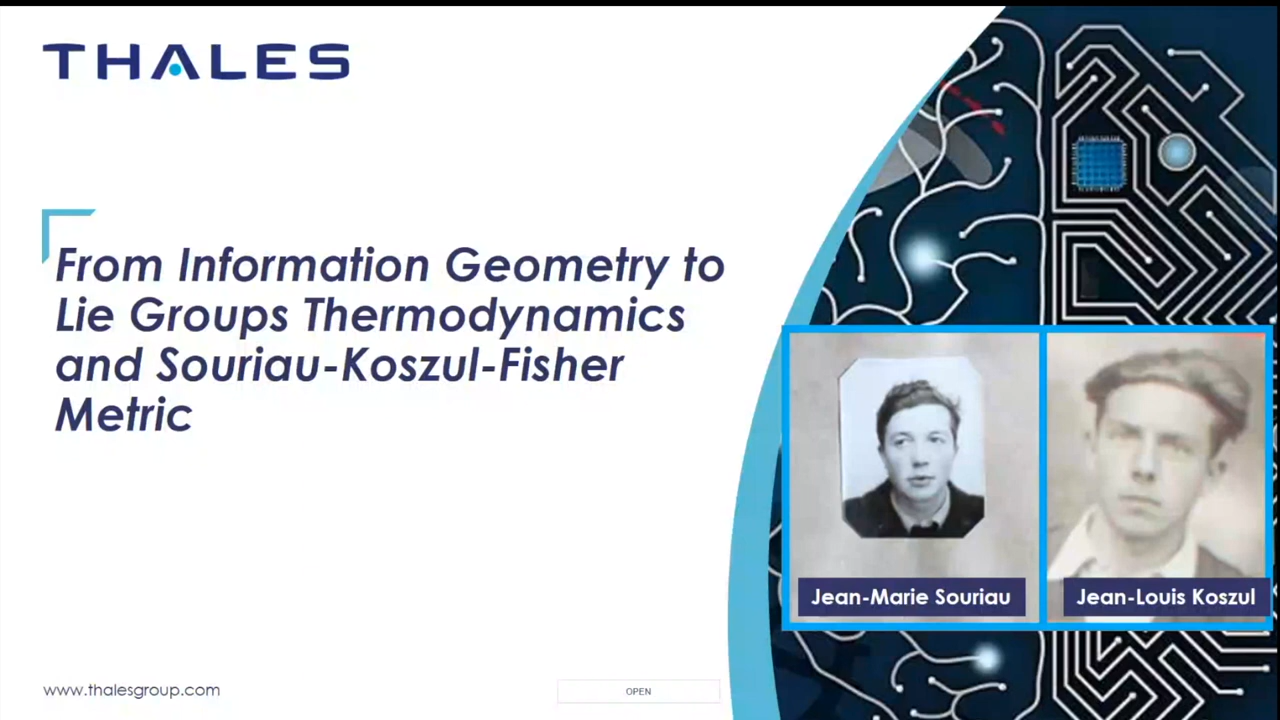 THALES
From Information Geometry to
Lie Groups Thermodynamics
and Souriau-Koszul-Fisher
Metric
Jean-Marie Souriau
Jean-Louis Koszul
www.thalesgroup.com
OPEN